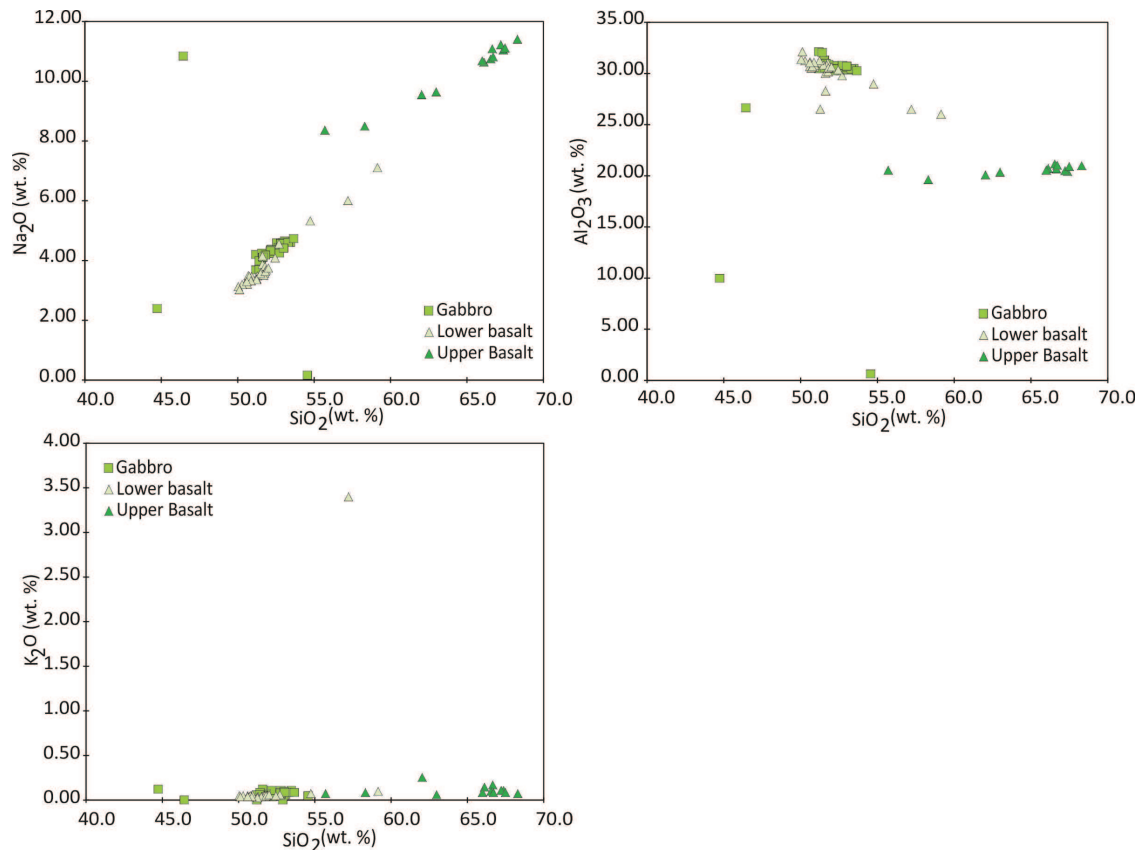 12.00
10.00
8.00
6.00
4.00
2.00
0.00
Na2O (wt. %)
Gabbro
Lower basalt
Upper Basalt
40.0 45.0 50.0 55.0 60.0 65.0 70.0
SiO2(wt. %)
35.00
30.00
25.00
20.00
15.00
10.00
5.00
0.00
Al2O3(wt. %)
Gabbro
Lower basalt
Upper Basalt
40.0 45.0 50.0 55.0 60.0 65.0 70.0
SiO2(wt. %)
4.00
3.50
3.00
2.50
2.00
1.50
1.00
0.50
0.00
K2O (wt. %)
Gabbro
Lower basalt
Upper Basalt
40.0 45.0 50.0 55.0 60.0 65.0 70.0
SiO2(wt. %)